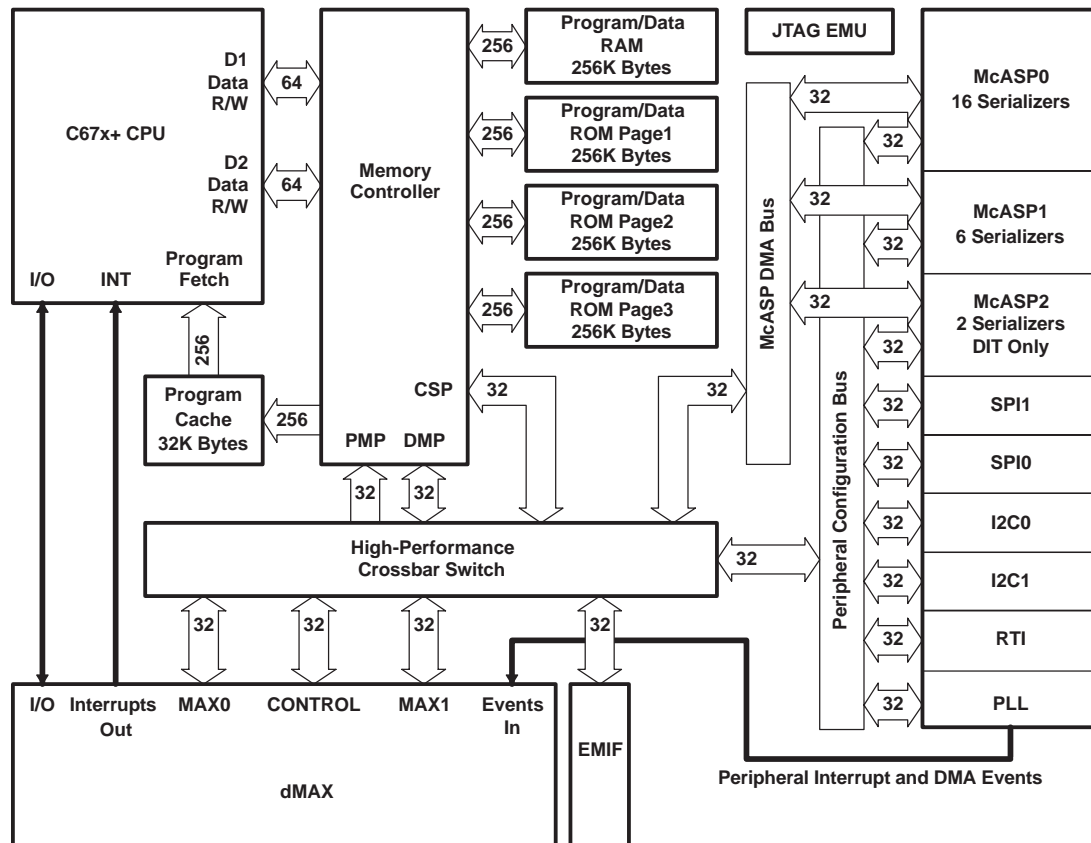 C67x+ CPU
D1
Data
R/W
D2
Data
R/W
I/O
INT
Program
Fetch
64
64
256
Program
Cache
32K Bytes
256
Memory
Controller
CSP
PMP
DMP
256
256
256
256
Program/Data
RAM
256K Bytes
Program/Data
ROM Page1
256K Bytes
Program/Data
ROM Page2
256K Bytes
Program/Data
ROM Page3
256K Bytes
32
32
32
32
32
High-Performance
Crossbar Switch
32
32
32
32
I/O
Interrupts
Out
MAX0
CONTROL
MAX1
Events
In
dMAX
EMIF
JTAG EMU
McASP DMA Bus
Peripheral Configuration Bus
32
32
32
32
32
32
32
32
32
32
32
32
McASP0
16 Serializers
McASP1
6 Serializers
McASP2
2 Serializers
DIT Only
SPI1
SPI0
I2C0
I2C1
RTI
PLL
Peripheral Interrupt and DMA Events